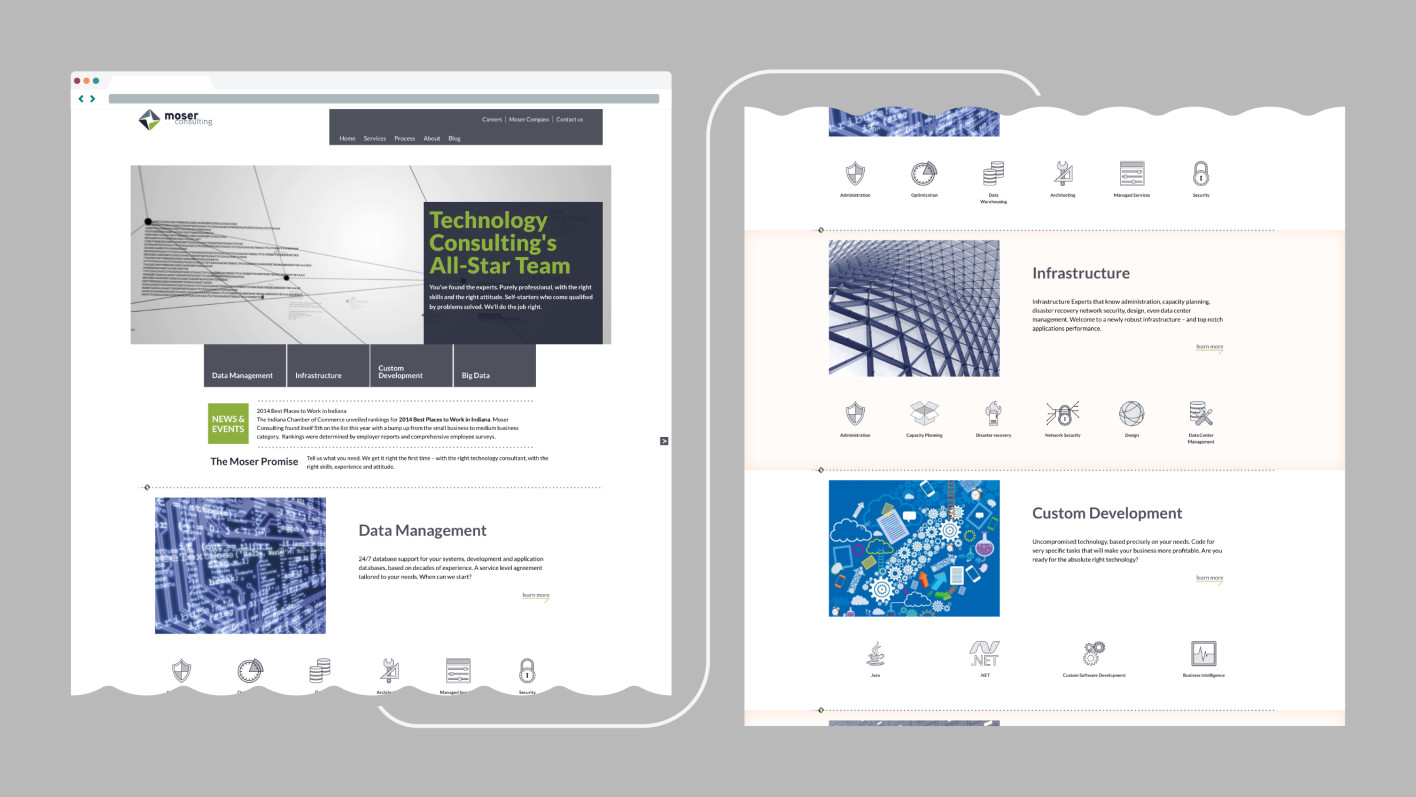 moser
consulting
Careers | Moser Compass | Contact us
Home Services Process About Blog
Technology
Consulting's
All-Star Team
You've found the experts. Purely professional, with the right
skills and the right attitude. Self-starters who come qualified
by problems solved. We'll do the job right.
Data Management
Infrastructure
Custom
Development
Big Data
NEWS &
EVENTS
2014 Best Places to Work in Indiana
The Indiana Chamber of Commerce unveiled rankings for 2014 Best Places to Work in Indiana. Moser
Consulting found itself 5th on the list this year with a bump up from the small business to medium business
category. Rankings were determined by employer reports and comprehensive employee surveys.
The Moser Promise
Tell us what you need. We get it right the first time – with the right technology consultant, with the
right skills, experience and attitude.
Data Management
24/7 database support for your systems, development and application
databases, based on decades of experience. A service level agreement
tailored to your needs. When can we start?
learn more
Security
Administration
Optimization
Data
Warehousing
Architecting
Managed Services
Security
Infrastructure
Infrastructure Experts that know administration, capacity planning,
disaster recovery network security, design, even data center
management. Welcome to a newly robust infrastructure – and top notch
applications performance.
learn more
Administration
Capacity Planning
Disaster recovery
Network Security
Design
Data Center
Management
Custom Development
Uncompromised technology, based precisely on your needs. Code for
very specific tasks that will make your business more profitable. Are you
ready for the absolute right technology?
learn more
Java
.NET
.NET
Custom Software Development
Business Intelligence